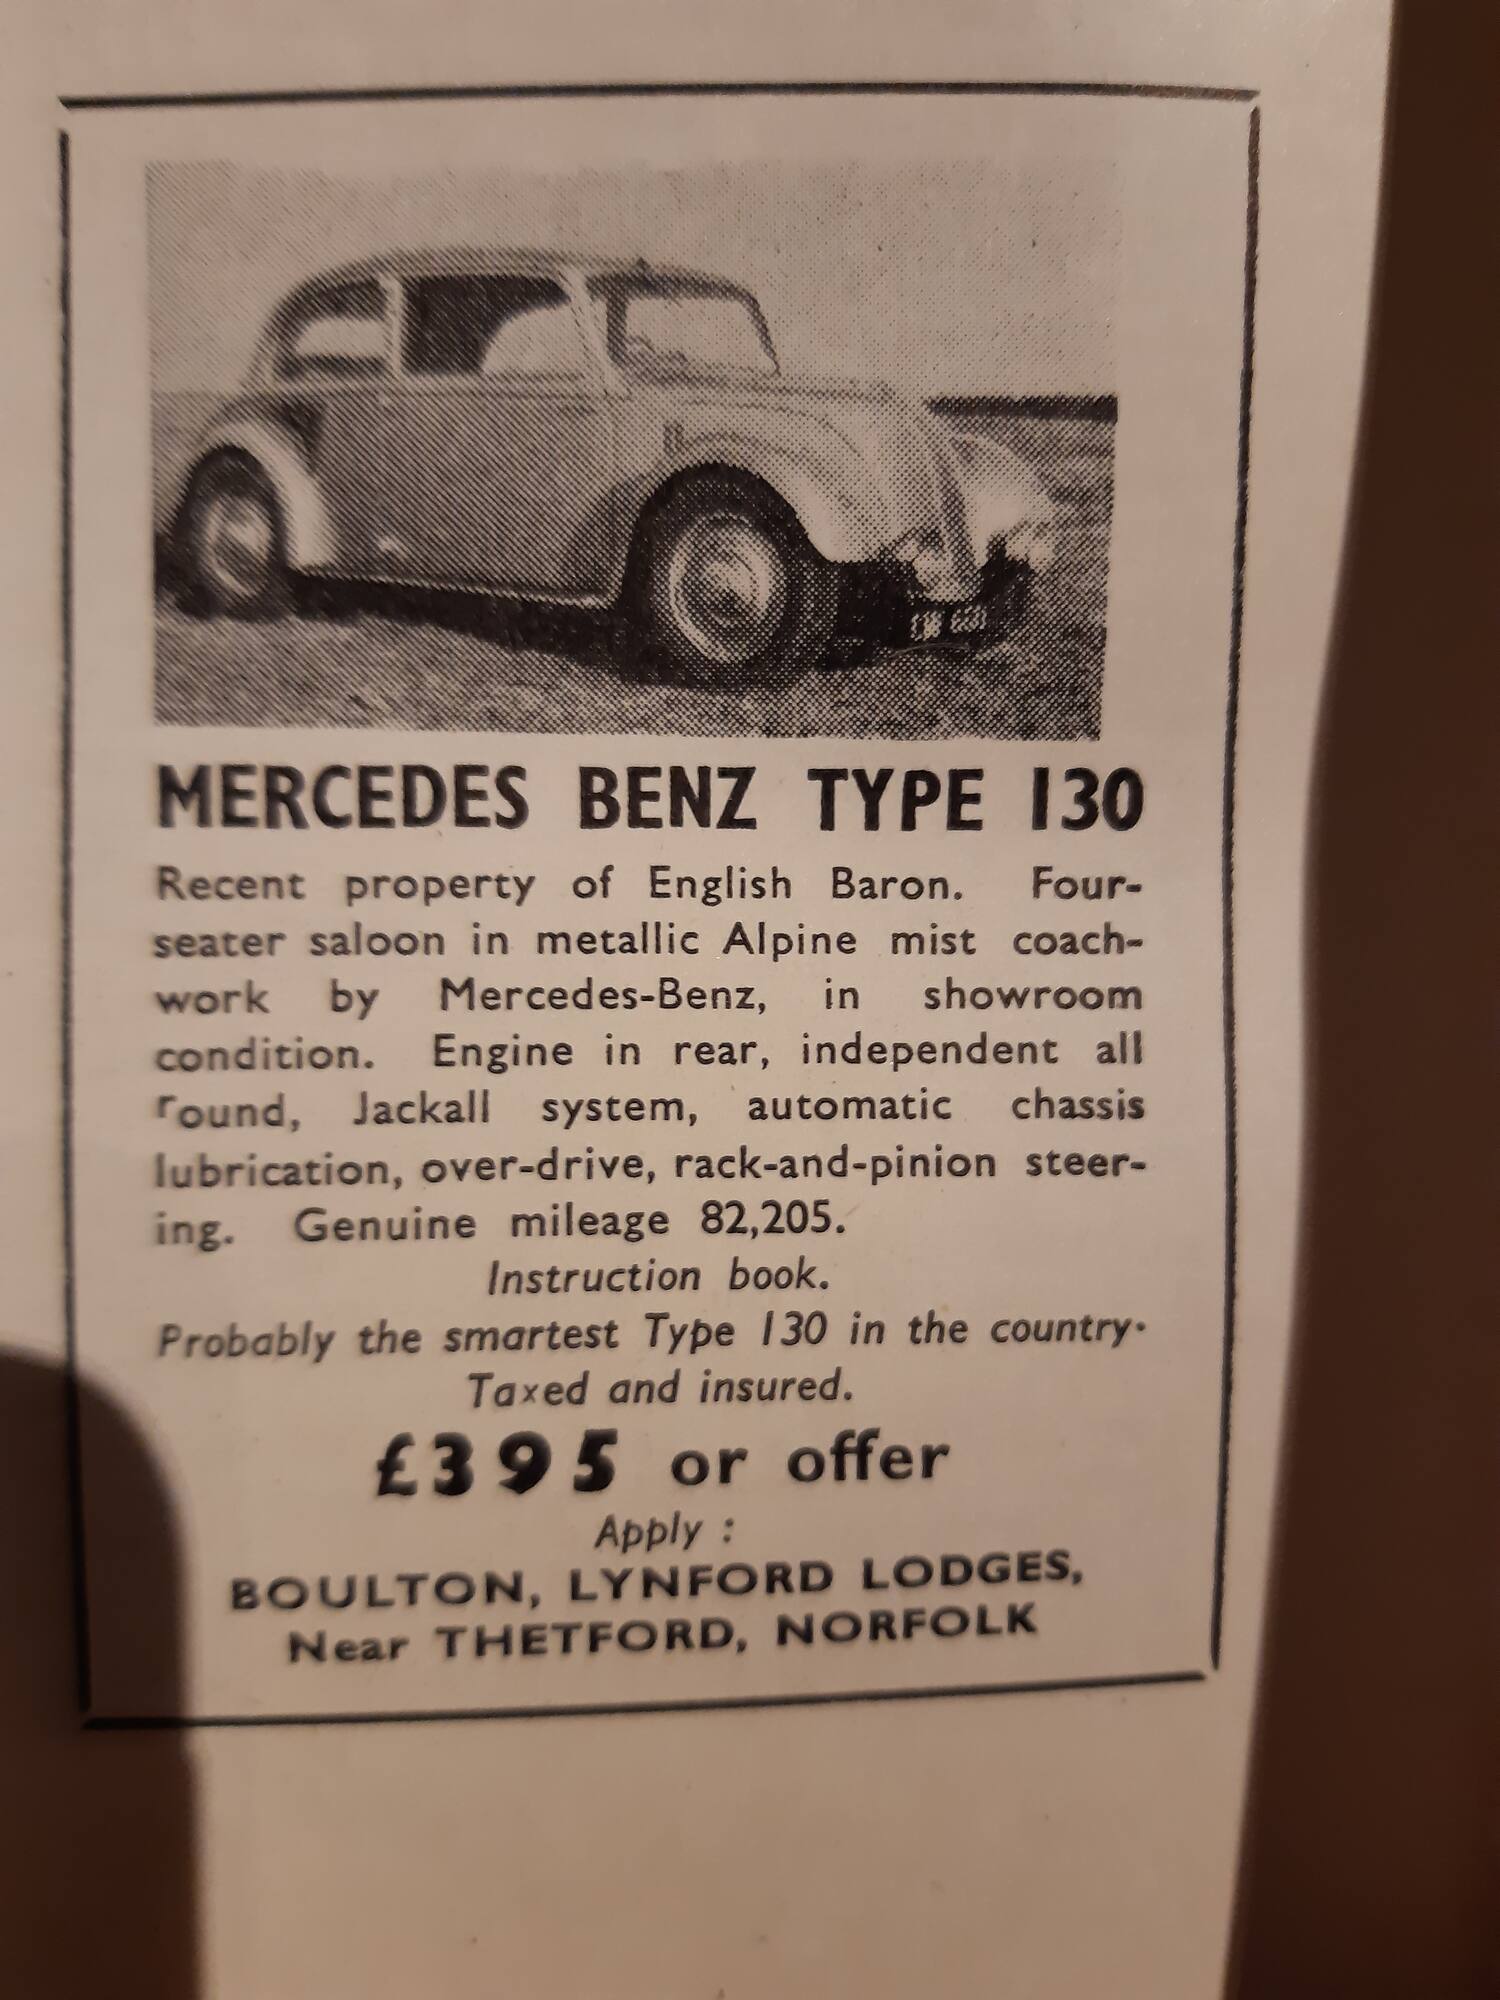 MERCEDES BENZ TYPE 130
Recent property of English Baron. Four-
seater saloon in metallic Alpine mist coach-
work by Mercedes-Benz, in showroom
condition. Engine in rear, independent all
round, Jackall system, automatic chassis
lubrication, over-drive, rack-and-pinion steer-
ing. Genuine mileage 82,205.
Instruction book.
Probably the smartest Type 130 in the country.
Taxed and insured.
£395 or offer
Apply :
BOULTON, LYNFORD LODGES,
Near THETFORD, NORFOLK